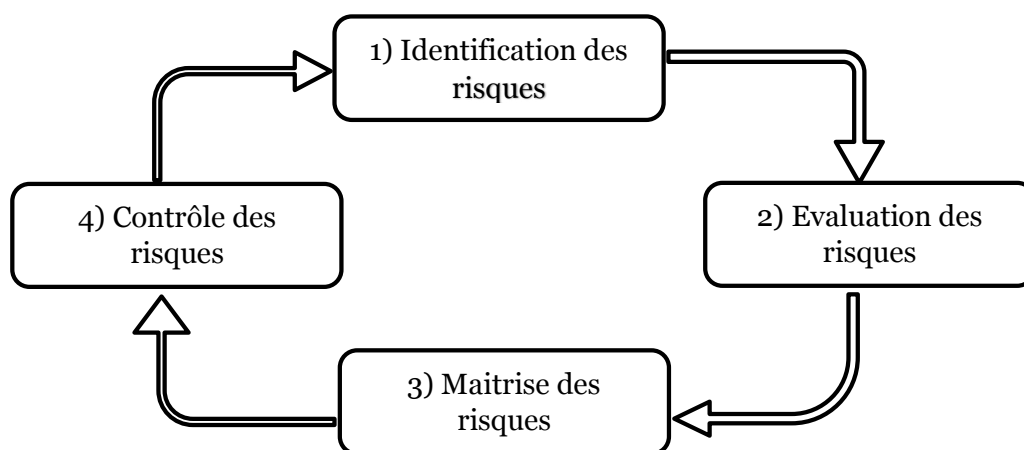 1) Identification des
risques
2) Evaluation des
risques
3) Maitrise des
risques
4) Contrôle des
risques